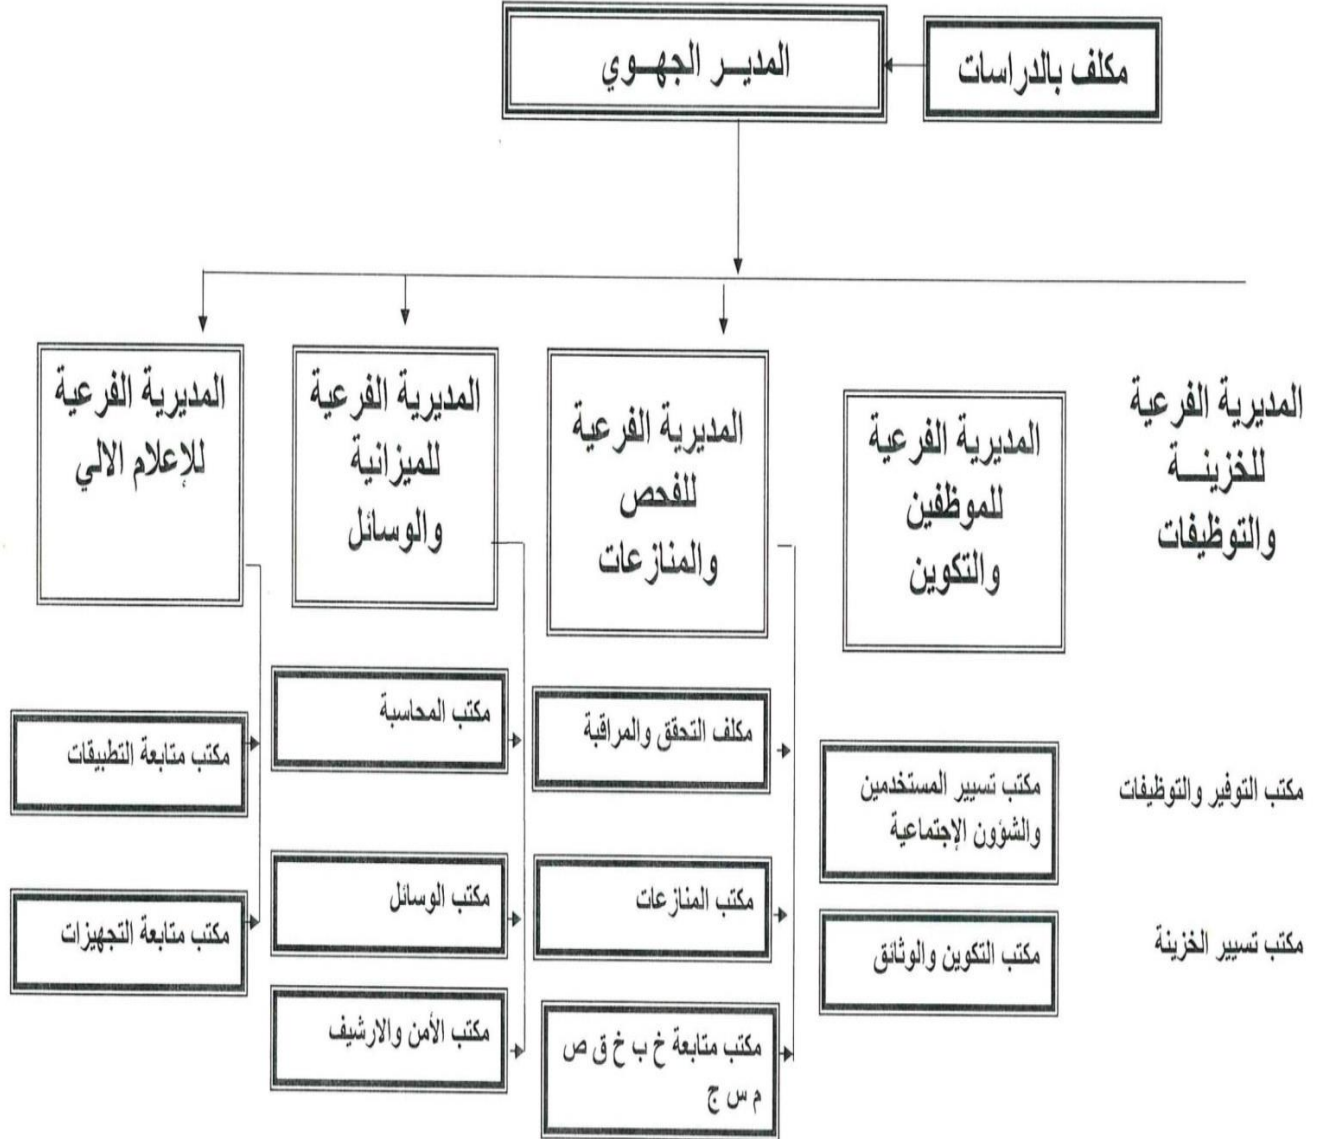 مكلف بالدراسات
المديـر الجهـوي
المديرية الفرعية
للخزينـة
والتوظيفات
المديرية الفرعية
للموظفين
والتكوين
المديرية الفرعية
للفحص
والمنازعات
المديرية الفرعية
للميزانية
والوسائل
المديرية الفرعية
للإعلام الالي
مكتب التوفير والتوظيفات
مكتب تسيير الخزينة
مكتب تسيير المستخدمين
والشؤون الإجتماعية
مكتب التكوين والوثائق
مكلف التحقق والمراقبة
مكتب المنازعات
مكتب متابعة خ ب خ ق ص
م س ج
مكتب المحاسبة
مكتب الوسائل
مكتب الأمن والارشيف
مكتب متابعة التطبيقات
مكتب متابعة التجهيزات